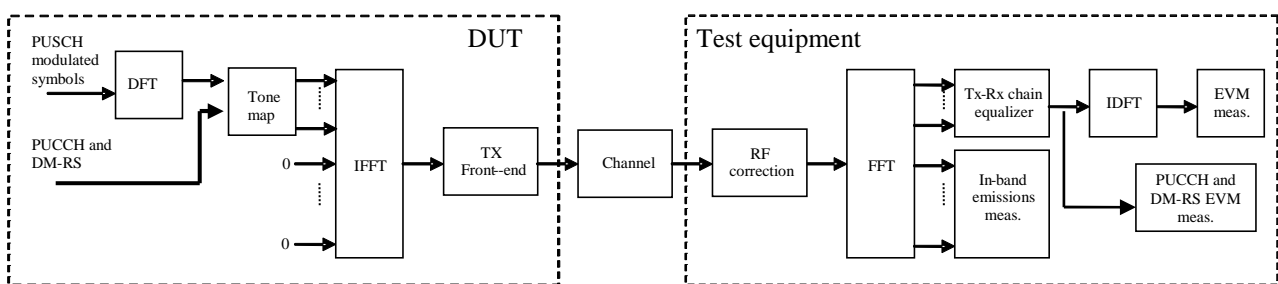 DUT
Test equipment
PUSCH
modulated
symbols
DFT
PUCCH and
DM-RS
Tone
map
0
0
IFFT
TX
Front--end
Channel
RF
correction
FFT
Tx-Rx chain
equalizer
In-band
emissions
meas.
IDFT
EVM
meas.
PUCCH and
DM-RS EVM
meas.